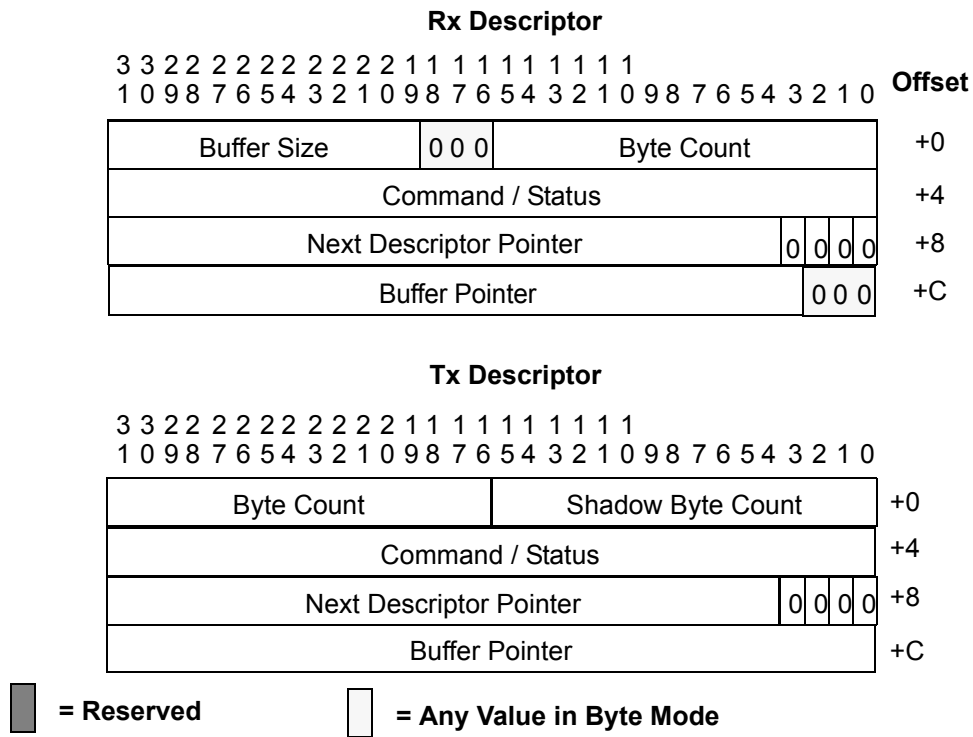 Rx Descriptor
3 3 2 2 2 2 2 2 2 2 2 2 1 1 1 1 1 1 1 1 1 1
1 0 9 8 7 6 5 4 3 2 1 0 9 8 7 6 5 4 3 2 1 0 9 8 7 6 5 4 3 2 1 0 Offset
Buffer Size 0 0 0 Byte Count +0
Command / Status +4
Next Descriptor Pointer 0 0 0 0 +8
Buffer Pointer 0 0 0 +C
Tx Descriptor
3 3 2 2 2 2 2 2 2 2 2 2 1 1 1 1 1 1 1 1 1 1
1 0 9 8 7 6 5 4 3 2 1 0 9 8 7 6 5 4 3 2 1 0 9 8 7 6 5 4 3 2 1 0
Byte Count Shadow Byte Count +0
Command / Status +4
Next Descriptor Pointer 0 0 0 0 +8
Buffer Pointer +C
= Reserved = Any Value in Byte Mode